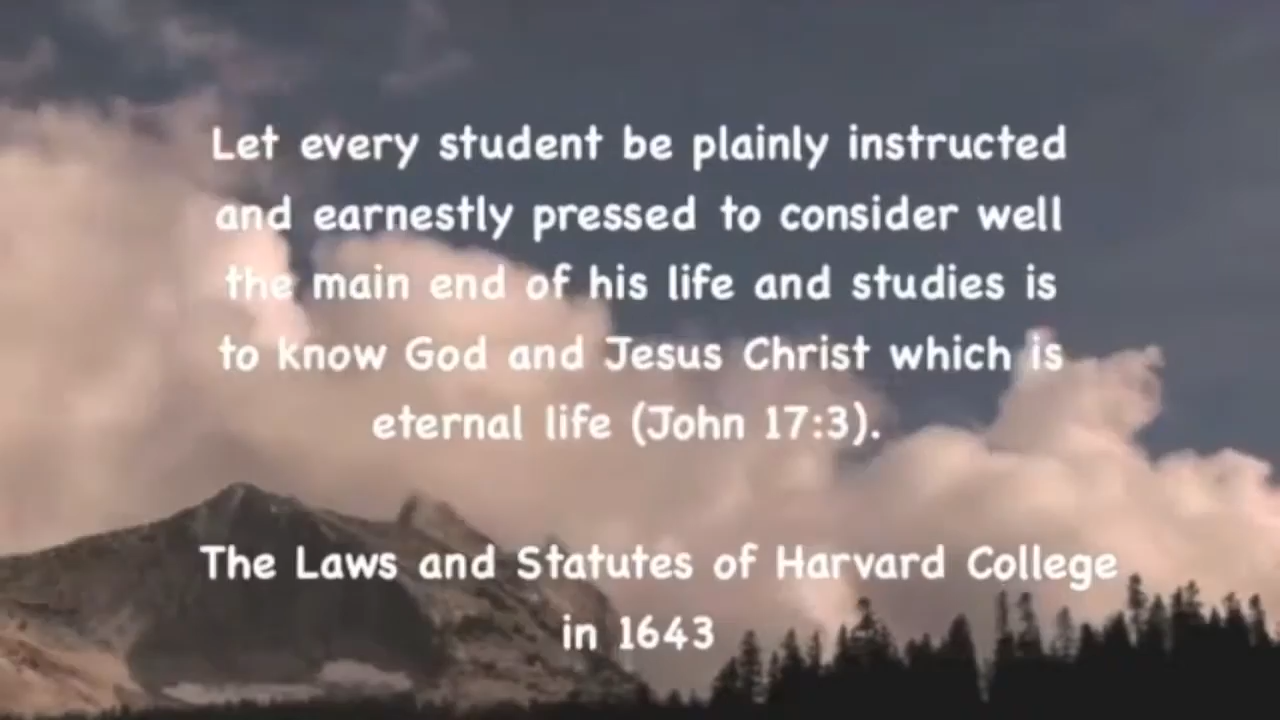 Let every student be plainly instructed
and earnestly pressed to consider well
the main end of his life and studies is
to know God and Jesus Christ which is
eternal life (John 17:3).
The Laws and Statutes of Harvard College
in 1643